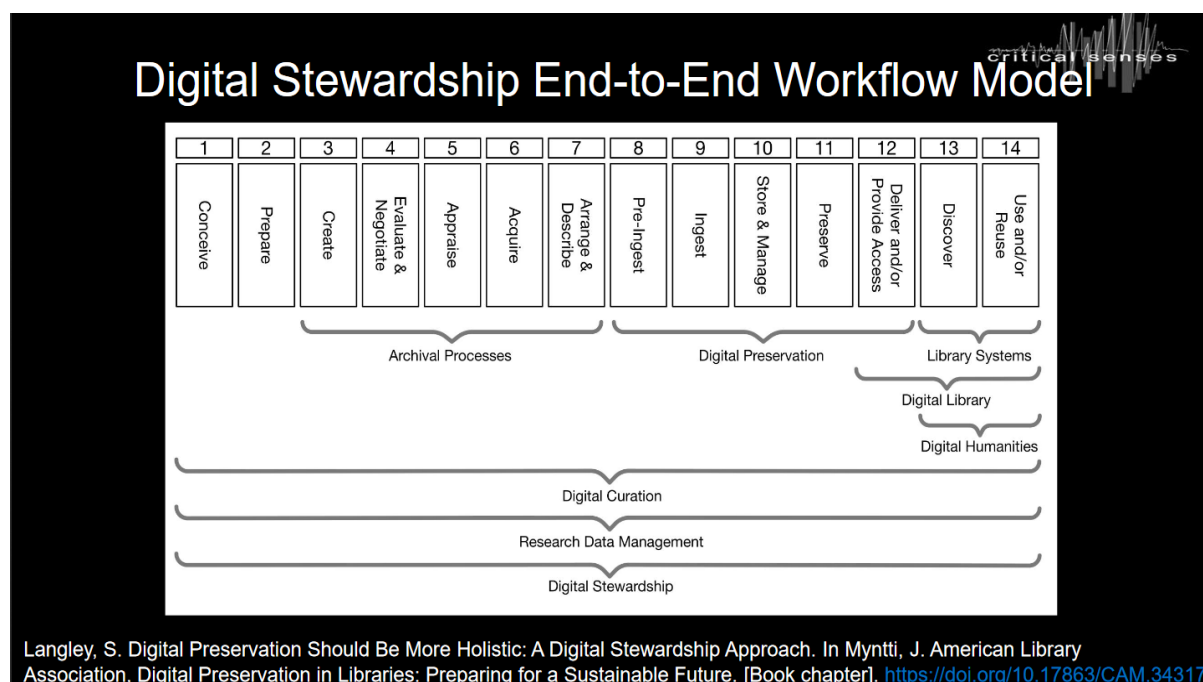 critical senses
Digital Stewardship End-to-End Workflow Model
1 2 3 4 5 6 7 8 9 10 11 12 13 14
Conceive
Prepare
Create
Evaluate &
Negotiate
Appraise
Acquire
Arrange &
Describe
Pre-Ingest
Ingest
Store & Manage
Preserve
Deliver and/or
Provide Access
Discover
Use and/or
Reuse
Archival Processes
Digital Preservation
Library Systems
Digital Library
Digital Humanities
Digital Curation
Research Data Management
Digital Stewardship
Langley, S. Digital Preservation Should Be More Holistic: A Digital Stewardship Approach. In Myntti, J. American Library
Association, Digital Preservation in Libraries: Preparing for a Sustainable Future. [Book chapter]. https://doi.org/10.17863/CAM.34317